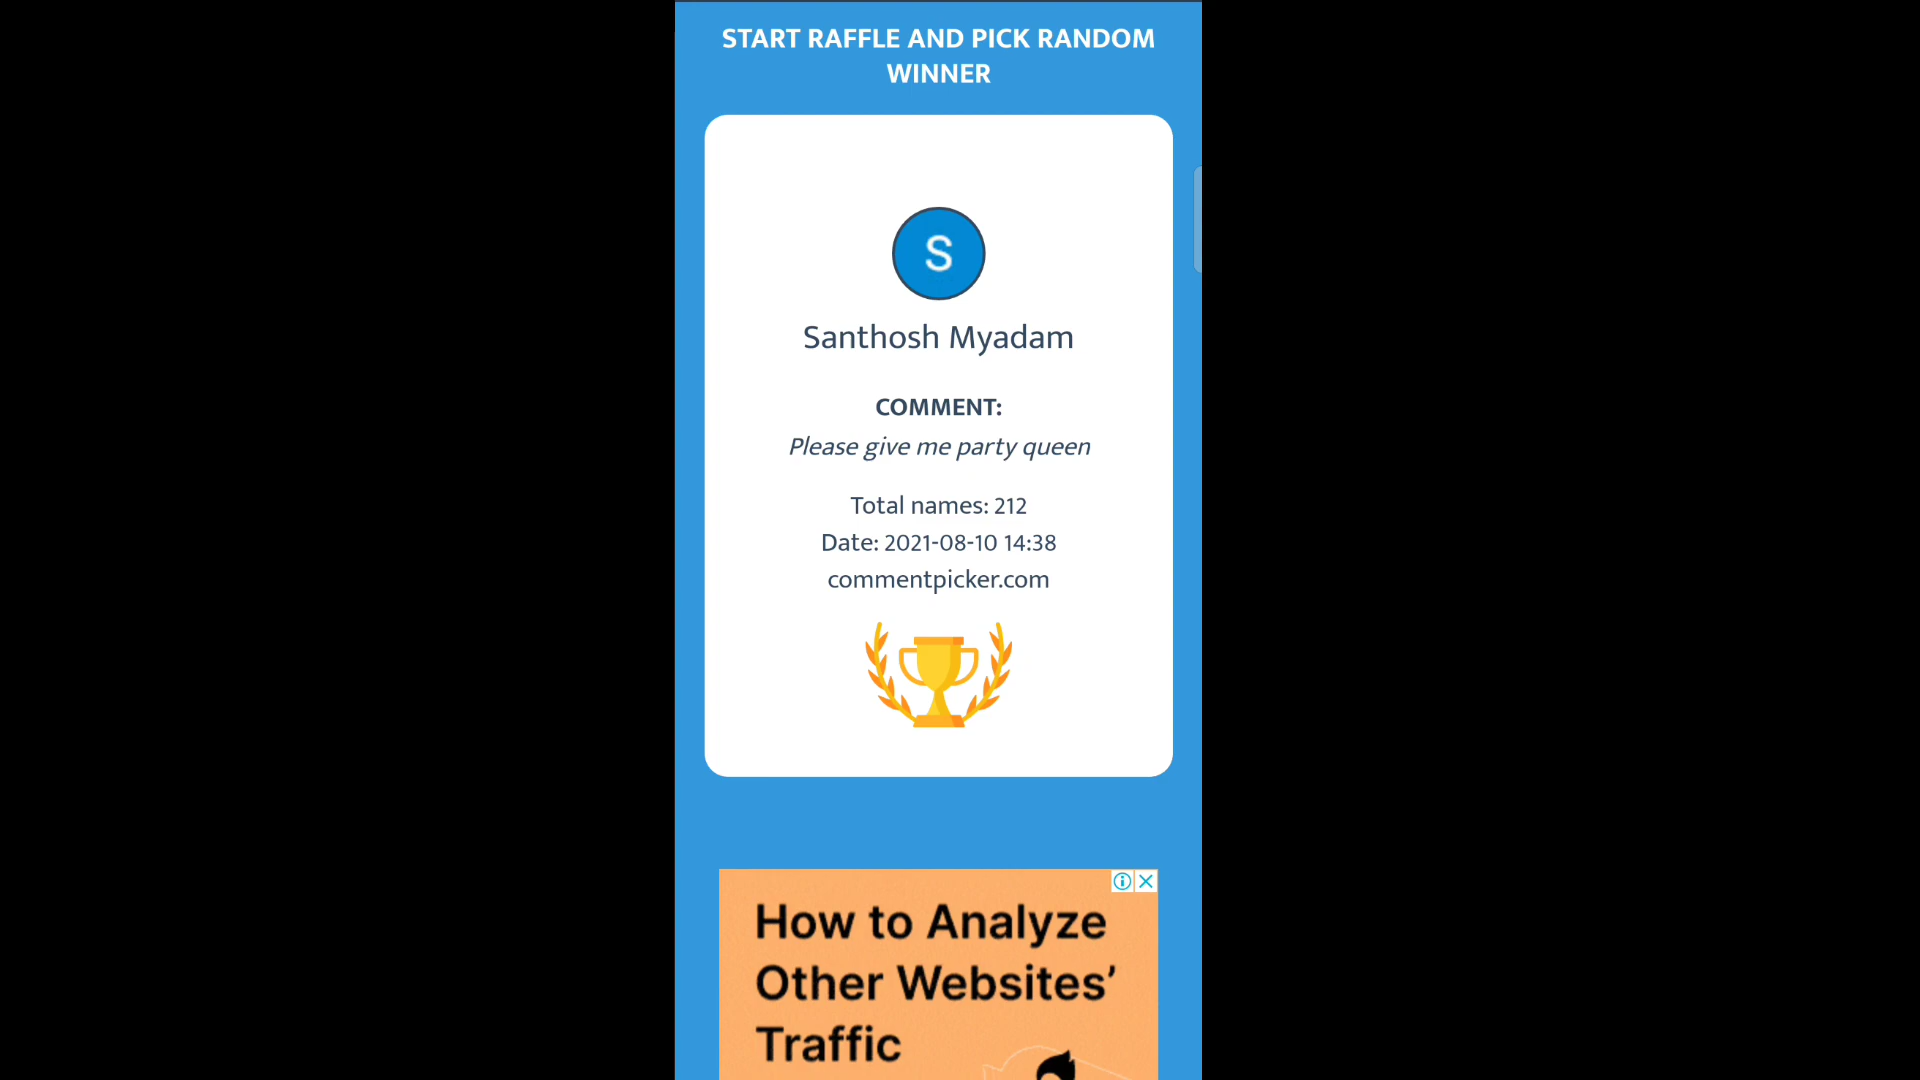 START RAFFLE AND PICK RANDOM
WINNER
S
Santhosh Myadam
COMMENT:
Please give me party queen
Total names: 212
Date: 2021-08-10 14:38
commentpicker.com
How to Analyze
Other Websites’
Traffic